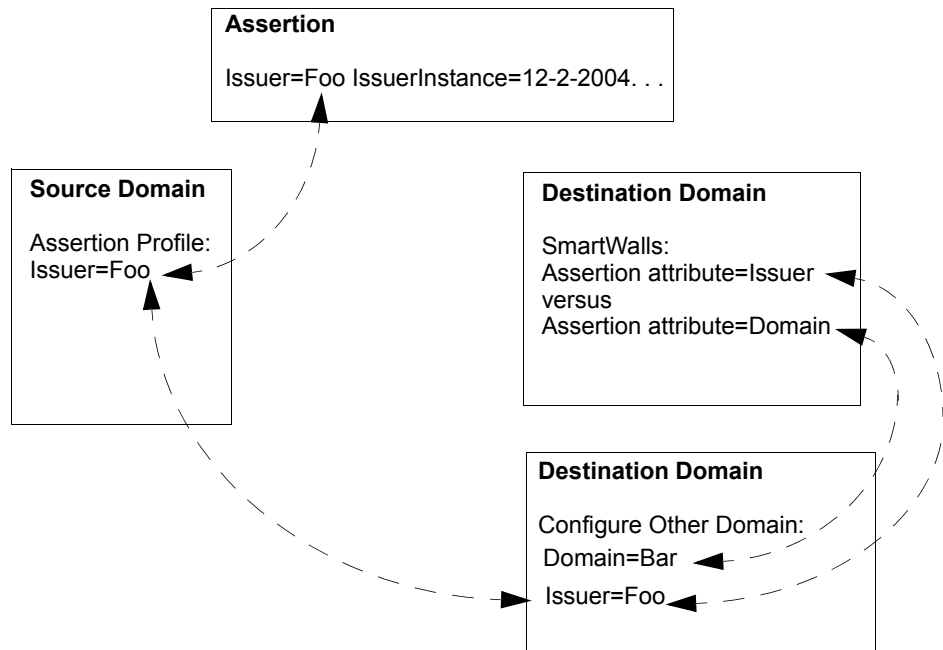 Assertion
Issuer=Foo IssuerInstance=12-2-2004. . .
Source Domain
Assertion Profile:
Issuer=Foo
Destination Domain
SmartWalls:
Assertion attribute=Issuer
versus
Assertion attribute=Domain
Destination Domain
Configure Other Domain:
Domain=Bar
Issuer=Foo